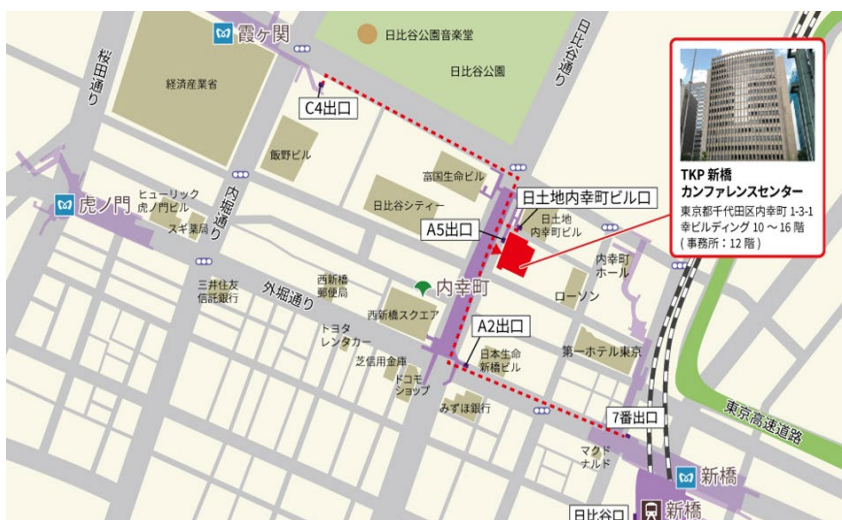 霞ヶ関
日比谷公園音楽堂
日比谷通り
桜田通り
日比谷公園
経済産業省
C4出口
TKP 新橋
カンファレンスセンター
東京都千代田区内幸町 1-3-1
幸ビルディング 10 〜 16 階
( 事務所：12 階 )
飯野ビル
富国生命ビル
内堀通り
虎ノ門
ヒューリック
虎ノ門ビル
スギ薬局
日比谷シティー
日土地内幸町ビル口
A5出口
日土地
内幸町ビル
内幸町
ホール
三井住友
信託銀行
外堀通り
西新橋
郵便局
内幸町
ローソン
西新橋スクエア
トヨタ
レンタカー
A2出口
芝信用金庫
日本生命
新橋ビル
第一ホテル東京
ドコモ
ショップ
みずほ銀行
7番出口
東京高速道路
マクド
ナルド
新橋
日比谷口
新橋